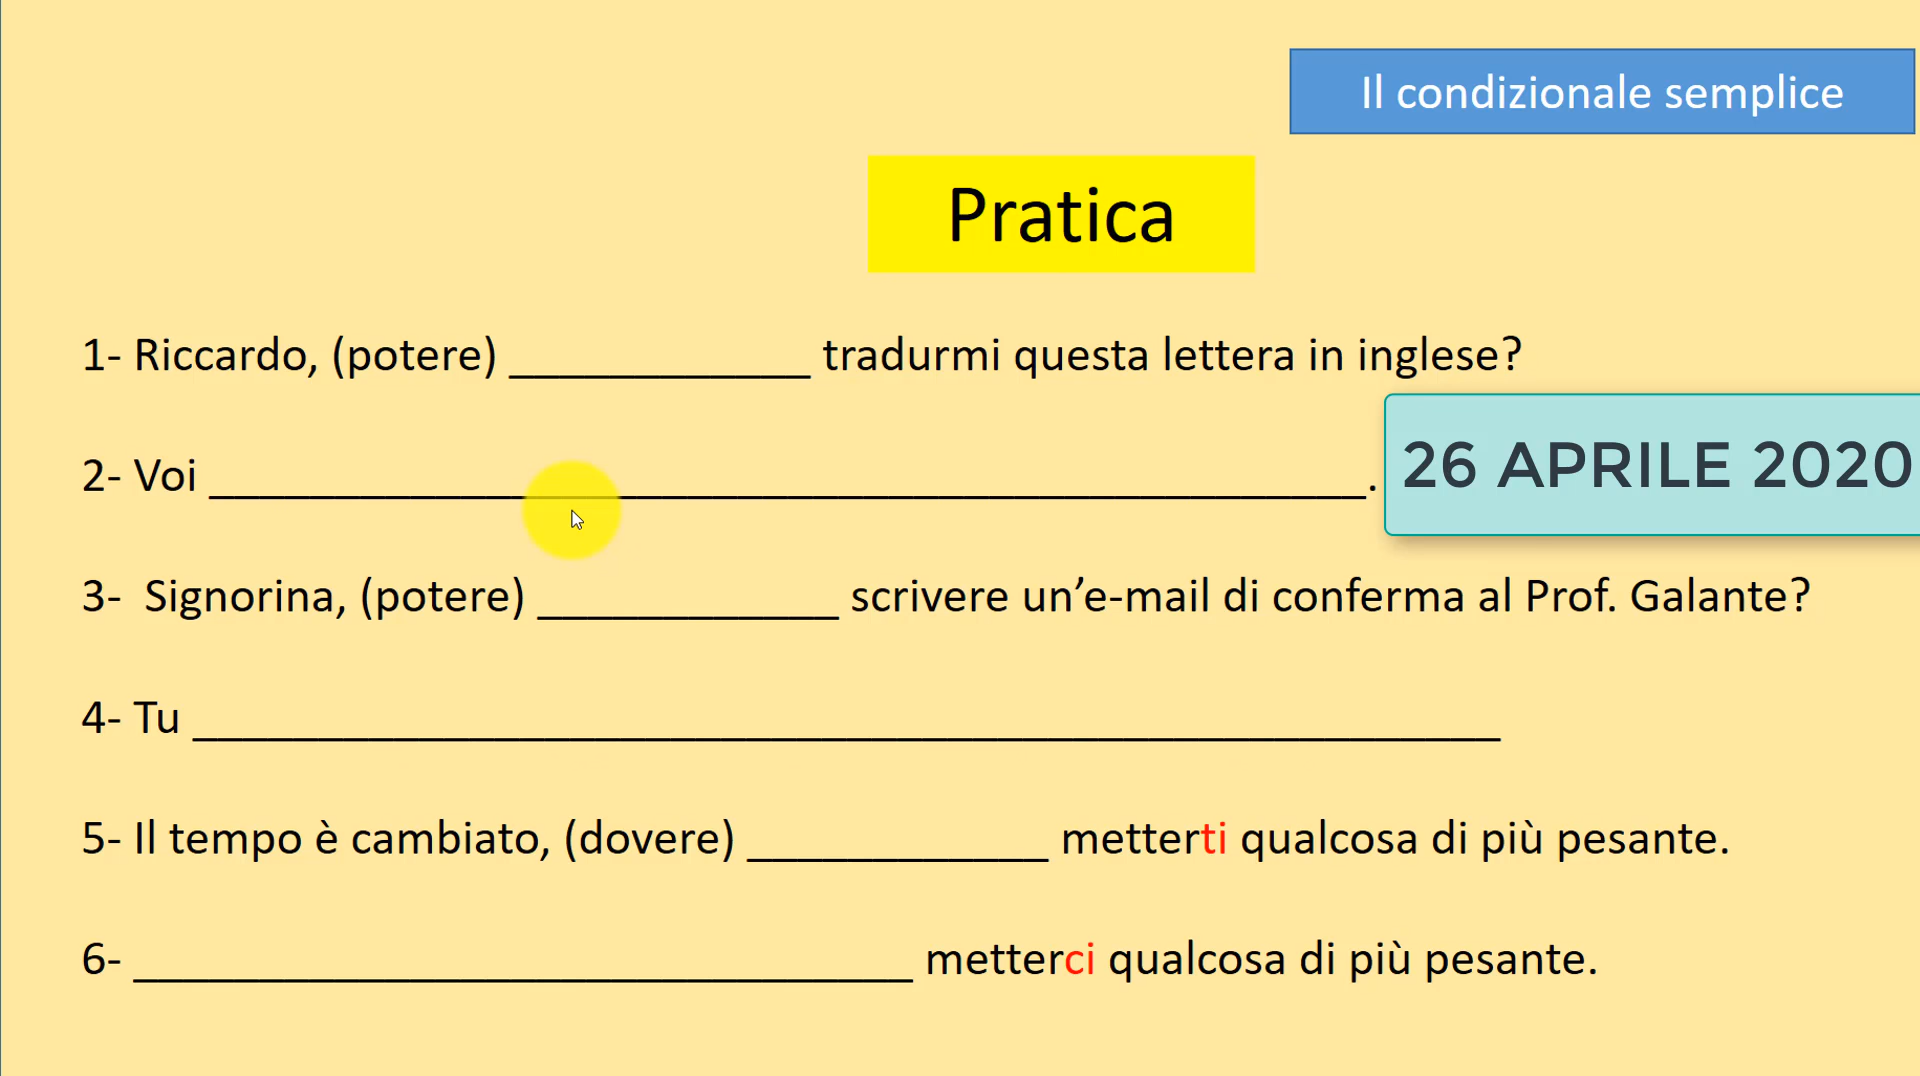 Il condizionale semplice
Pratica
1- Riccardo, (potere) ____________ tradurmi questa lettera in inglese?
2- Voi ______________________________________________.
26 APRILE 2020
3- Signorina, (potere) ____________ scrivere un’e-mail di conferma al Prof. Galante?
4- Tu ____________________________________________________
5- Il tempo è cambiato, (dovere) ____________ metterti qualcosa di più pesante.
6- _______________________________ metterci qualcosa di più pesante.